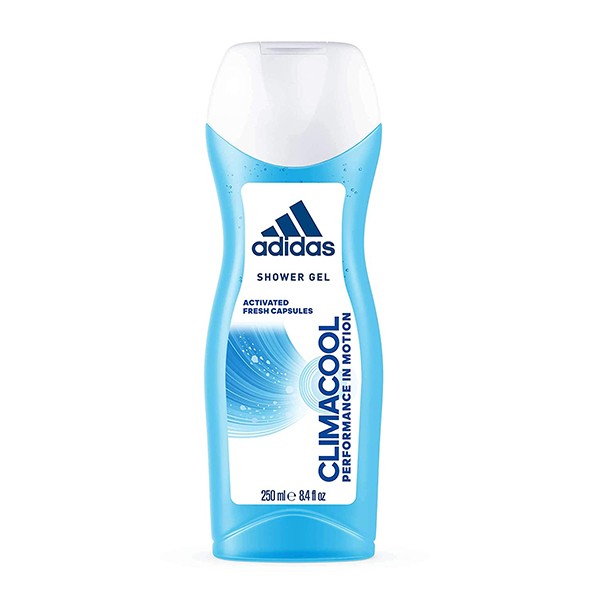 adidas
SHOWER GEL
ACTIVATED
FRESH CAPSULES
CLIMACOOL
PERFORMANCE IN MOTION
250 ml ℮ 8.4 fl oz